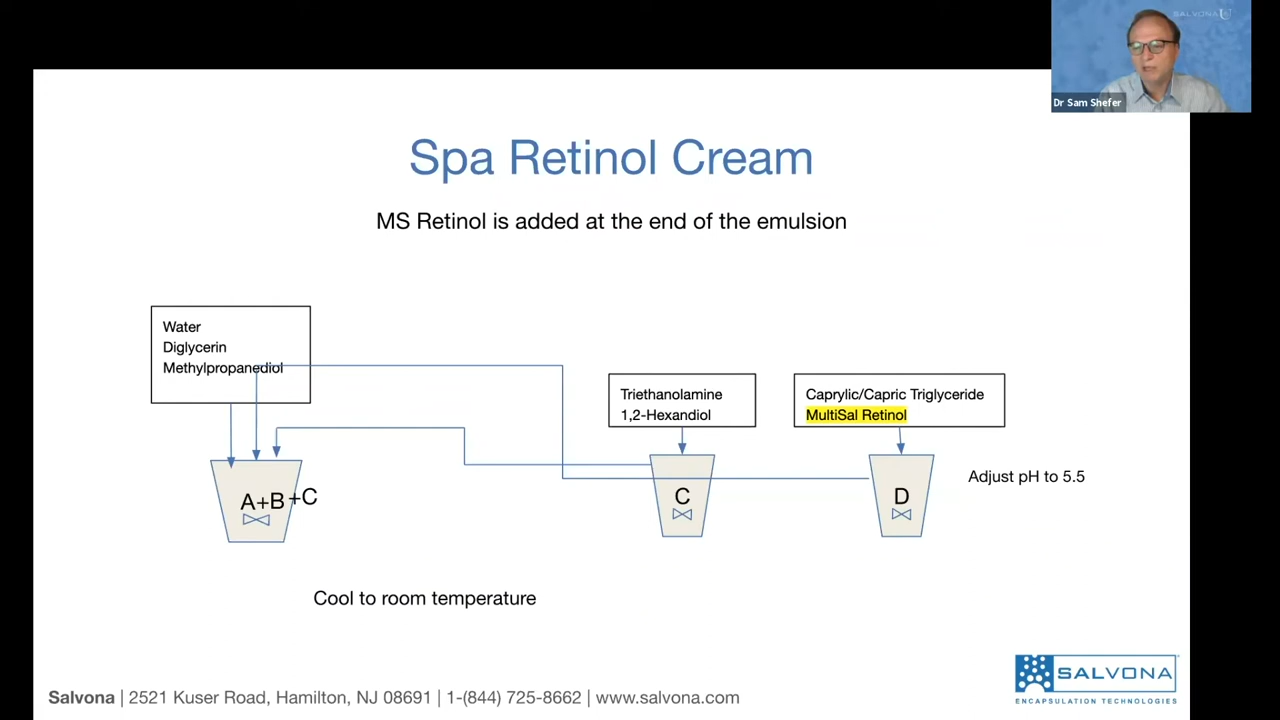 SALVONA U
Dr Sam Shefer
Spa Retinol Cream
MS Retinol is added at the end of the emulsion
Water
Diglycerin
Methylpropanediol
Triethanolamine
1,2-Hexandiol
Caprylic/Capric Triglyceride
MultiSal Retinol
A+B+C
C
D
Adjust pH to 5.5
Cool to room temperature
SALVONA
ENCAPSULATION TECHNOLOGIES
Salvona | 2521 Kuser Road, Hamilton, NJ 08691 | 1-(844) 725-8662 | www.salvona.com